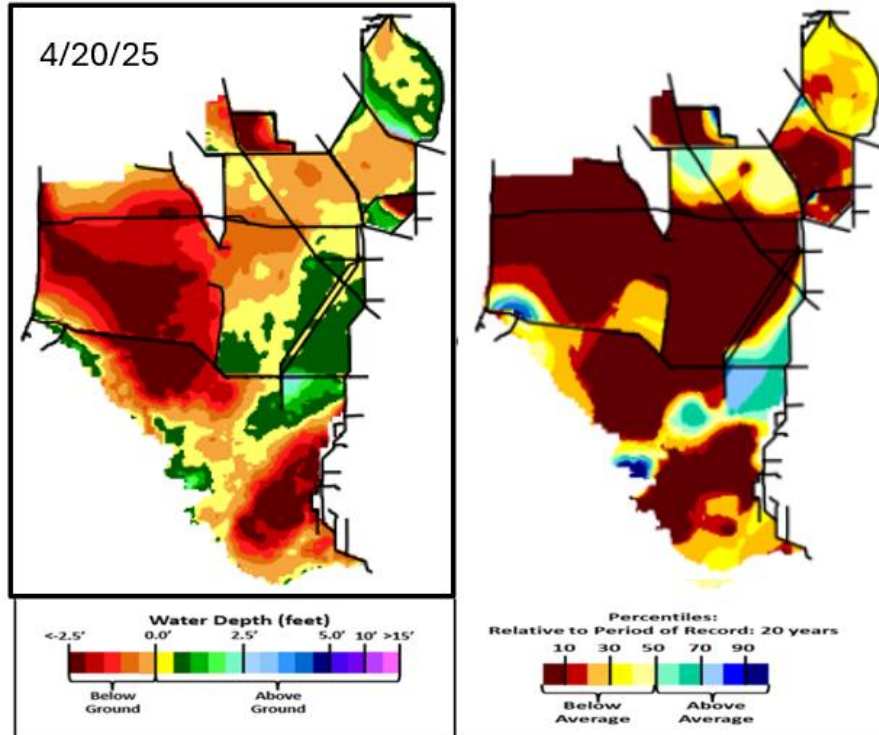 4/20/25
Water Depth (feet)
<-2.5' 0.0' 2.5' 5.0' 10' >15'
Below Ground
Above Ground
Percentiles:
Relative to Period of Record: 20 years
10 30 50 70 90
Below Average
Above Average